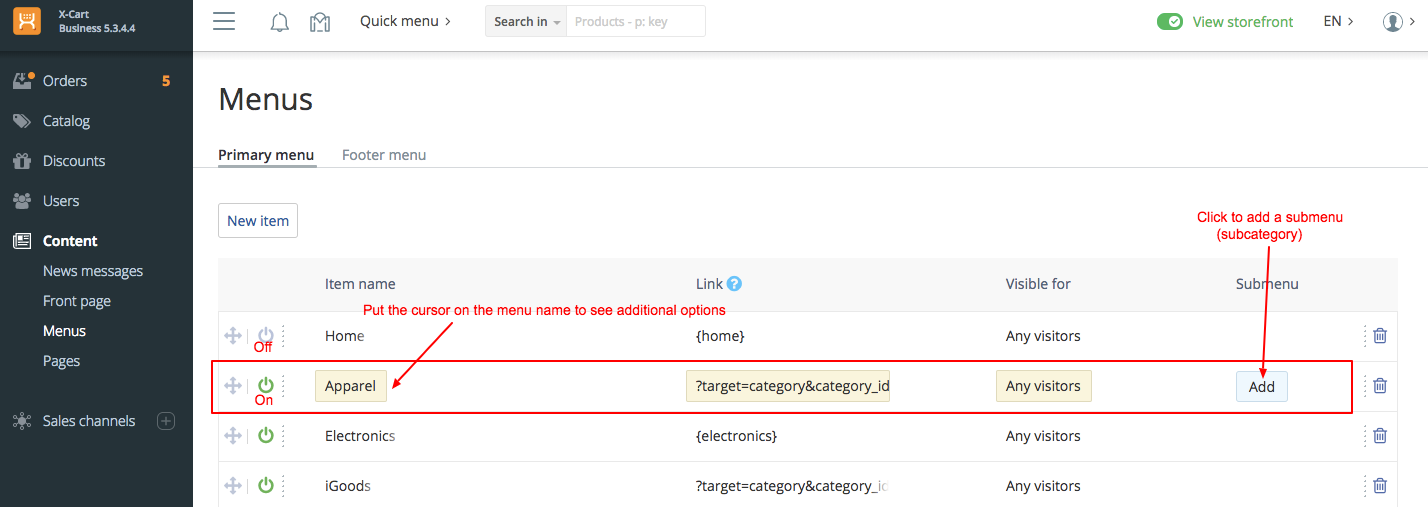 X-Cart
Business 5.3.4.4
Quick menu
Search in
Products - p: key
View storefront
EN
Orders 5
Catalog
Discounts
Users
Content
News messages
Front page
Menus
Pages
Sales channels
Menus
Primary menu Footer menu
New item
Click to add a submenu
(subcategory)
Item name Link ? Visible for Submenu
Put the cursor on the menu name to see additional options
Home {home} Any visitors
Off
Apparel ?target=category&category_id Any visitors Add
On
Electronics {electronics} Any visitors
iGoods ?target=category&category_id Any visitors